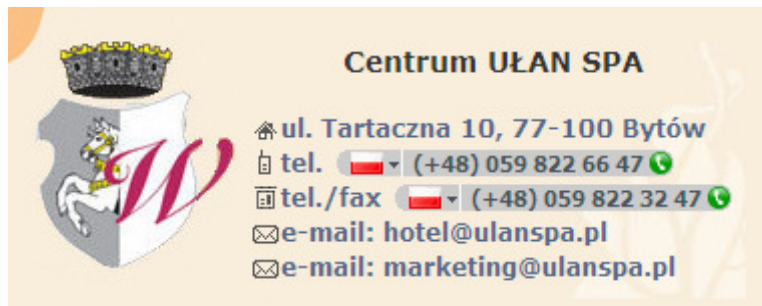 Centrum UŁAN SPA
ul. Tartaczna 10, 77-100 Bytów
tel. (+48) 059 822 66 47
tel./fax (+48) 059 822 32 47
e-mail: hotel@ulanspa.pl
e-mail: marketing@ulanspa.pl
W